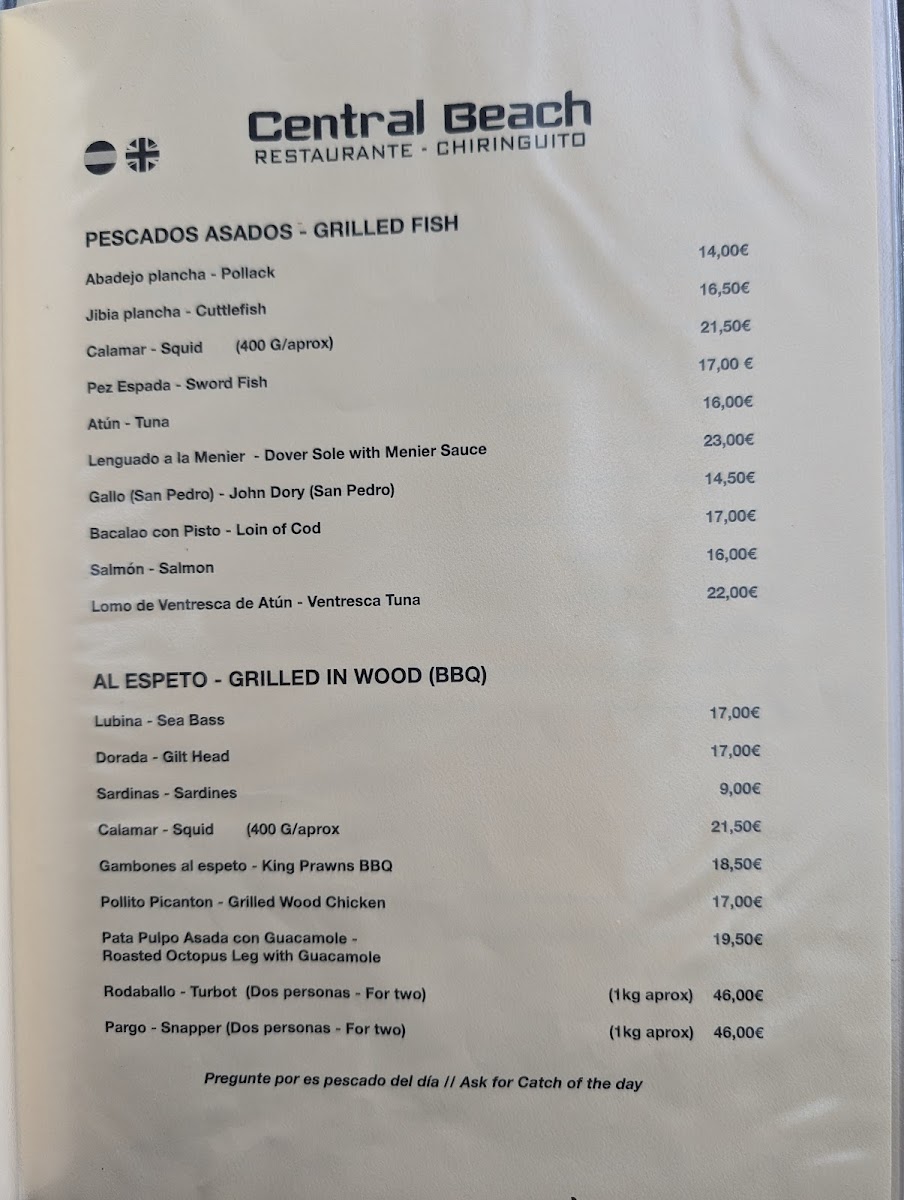 Central Beach
RESTAURANTE - CHIRINGUITO
PESCADOS ASADOS - GRILLED FISH
Abadejo plancha - Pollack 14,00€
Jibia plancha - Cuttlefish 16,50€
Calamar - Squid (400 G/aprox) 21,50€
Pez Espada - Sword Fish 17,00 €
Atún - Tuna 16,00€
Lenguado a la Menier - Dover Sole with Menier Sauce 23,00€
Gallo (San Pedro) - John Dory (San Pedro) 14,50€
Bacalao con Pisto - Loin of Cod 17,00€
Salmón - Salmon 16,00€
Lomo de Ventresca de Atún - Ventresca Tuna 22,00€
AL ESPETO - GRILLED IN WOOD (BBQ)
Lubina - Sea Bass 17,00€
Dorada - Gilt Head 17,00€
Sardinas - Sardines 9,00€
Calamar - Squid (400 G/aprox 21,50€
Gambones al espeto - King Prawns BBQ 18,50€
Pollito Picanton - Grilled Wood Chicken 17,00€
Pata Pulpo Asada con Guacamole - 19,50€
Roasted Octopus Leg with Guacamole
Rodaballo - Turbot (Dos personas - For two) (1kg aprox) 46,00€
Pargo - Snapper (Dos personas - For two) (1kg aprox) 46,00€
Pregunte por es pescado del día // Ask for Catch of the day